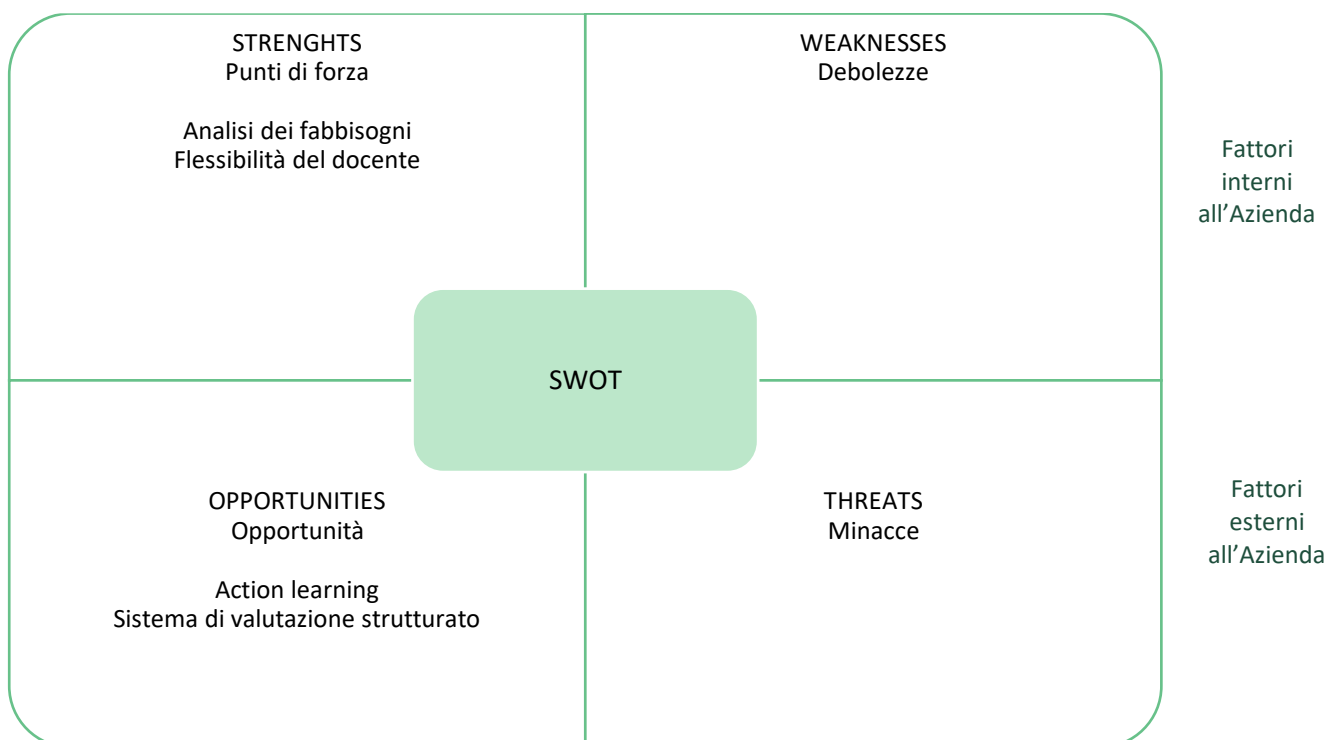 STRENGHTS
Punti di forza
Analisi dei fabbisogni
Flessibilità del docente
WEAKNESSES
Debolezze
Fattori
interni
all’Azienda
SWOT
OPPORTUNITIES
Opportunità
Action learning
Sistema di valutazione strutturato
THREATS
Minacce
Fattori
esterni
all’Azienda